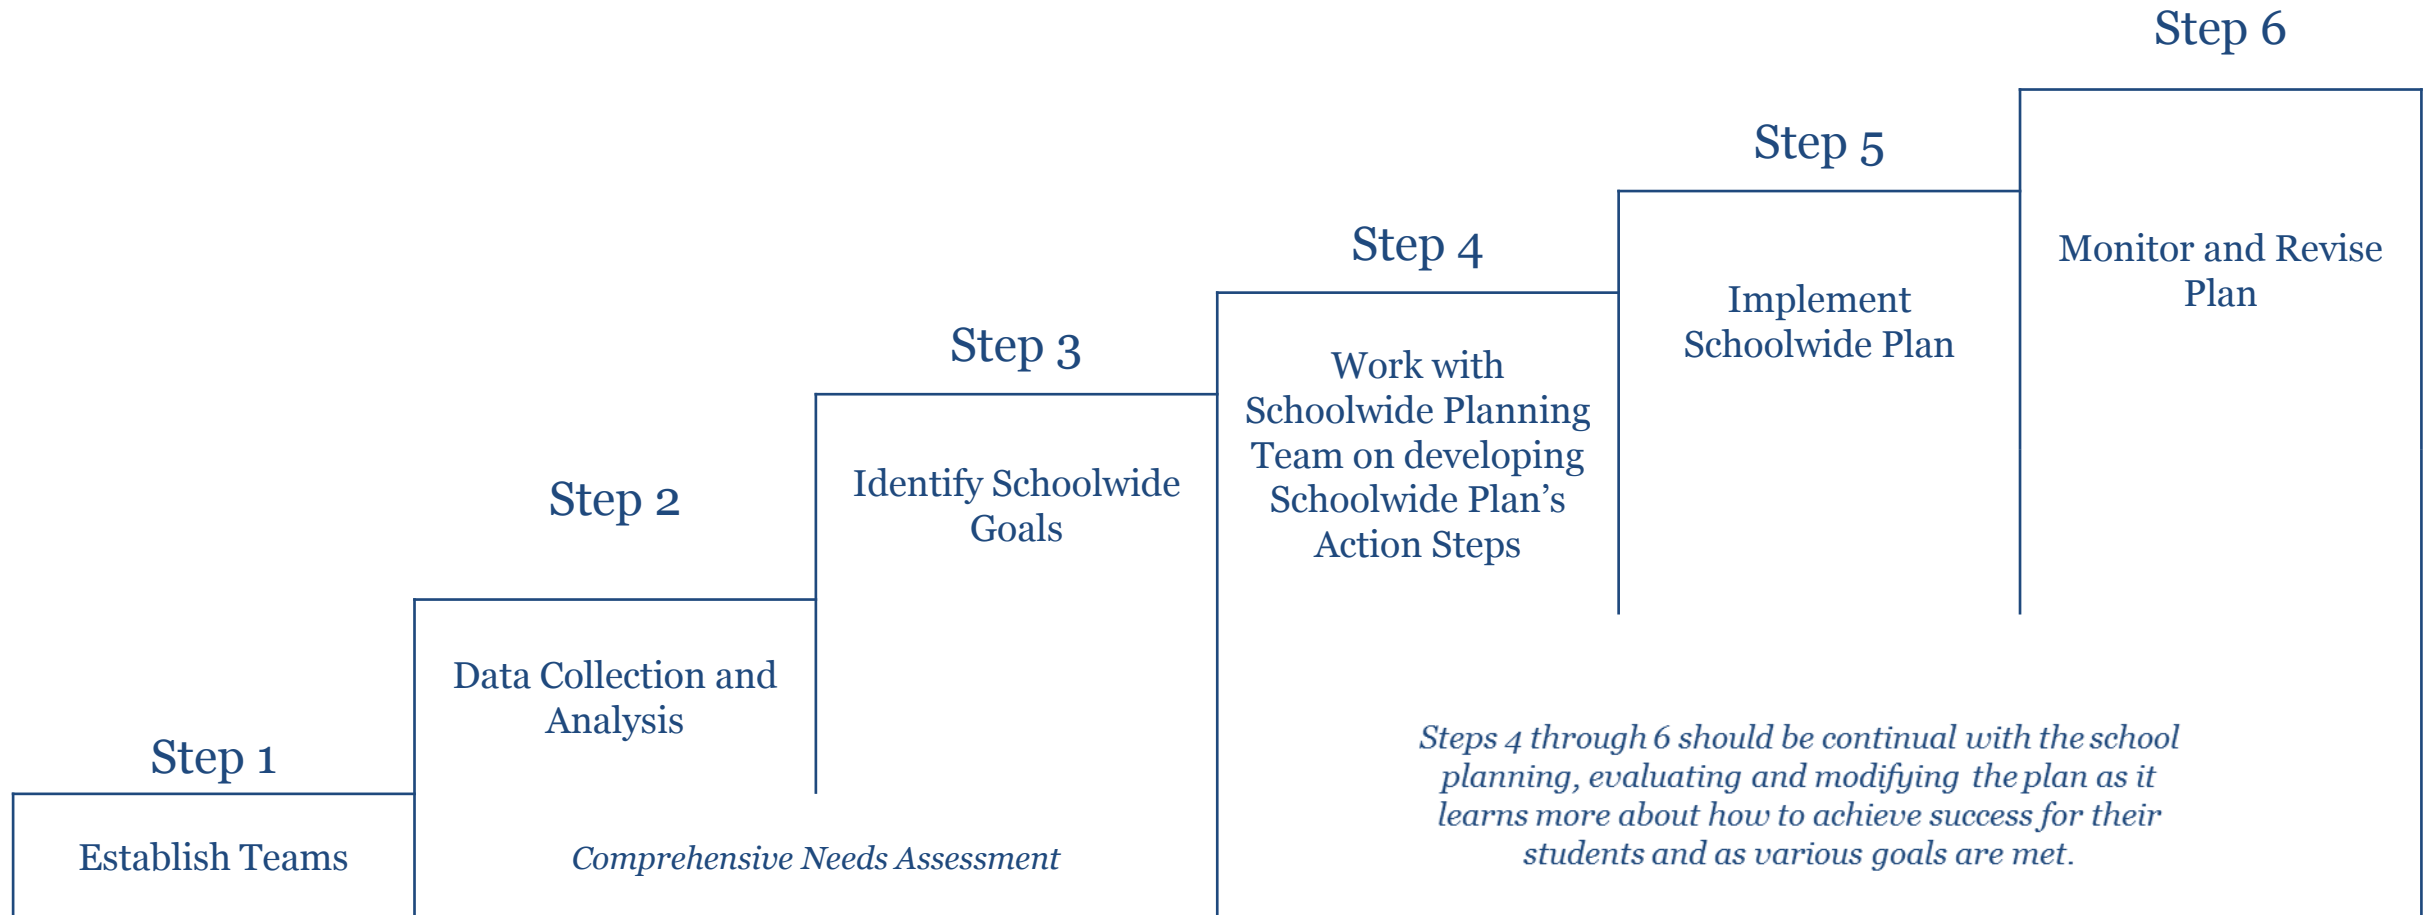 Step 1
Establish Teams
Step 2
Data Collection and
Analysis
Step 3
Identify Schoolwide
Goals
Comprehensive Needs Assessment
Step 4
Work with
Schoolwide Planning
Team on developing
Schoolwide Plan’s
Action Steps
Step 5
Implement
Schoolwide Plan
Step 6
Monitor and Revise
Plan
Steps 4 through 6 should be continual with the school
planning, evaluating and modifying the plan as it
learns more about how to achieve success for their
students and as various goals are met.